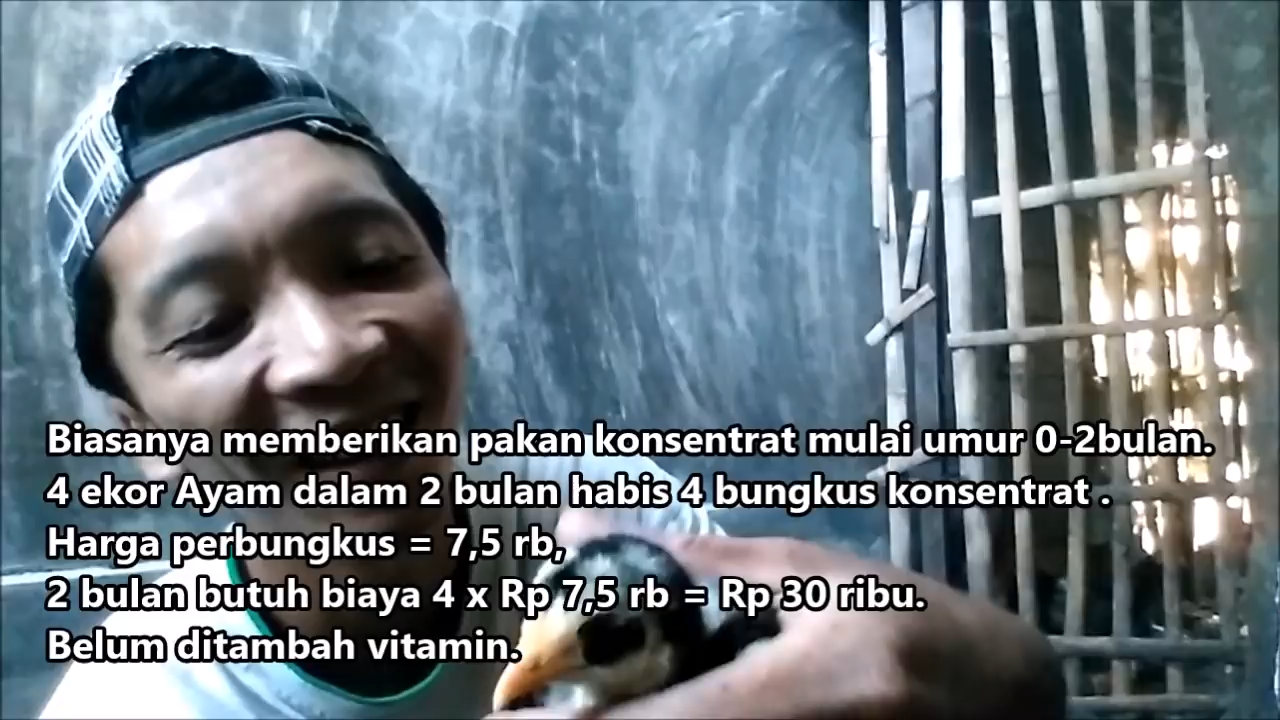 Biasanya memberikan pakan konsentrat mulai umur 0-2bulan.
4 ekor Ayam dalam 2 bulan habis 4 bungkus konsentrat .
Harga perbungkus = 7,5 rb,
2 bulan butuh biaya 4 x Rp 7,5 rb = Rp 30 ribu.
Belum ditambah vitamin.